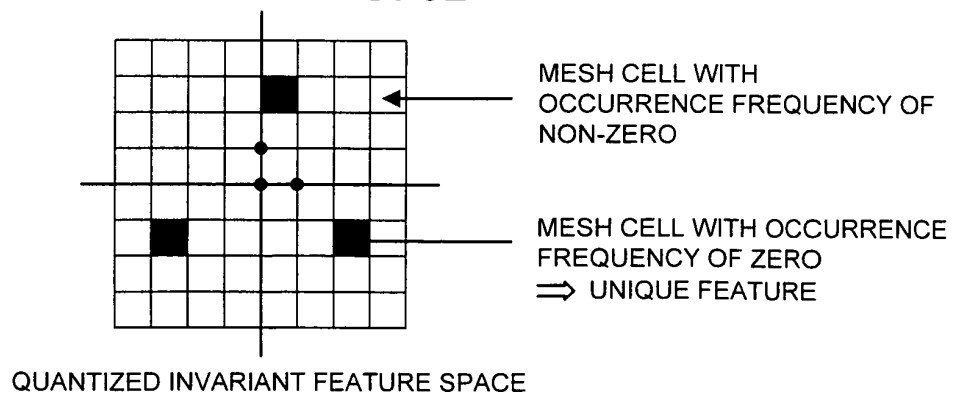 MESH CELL WITH
OCCURRENCE FREQUENCY OF
NON-ZERO
MESH CELL WITH OCCURRENCE
FREQUENCY OF ZERO
⇒ UNIQUE FEATURE
QUANTIZED INVARIANT FEATURE SPACE